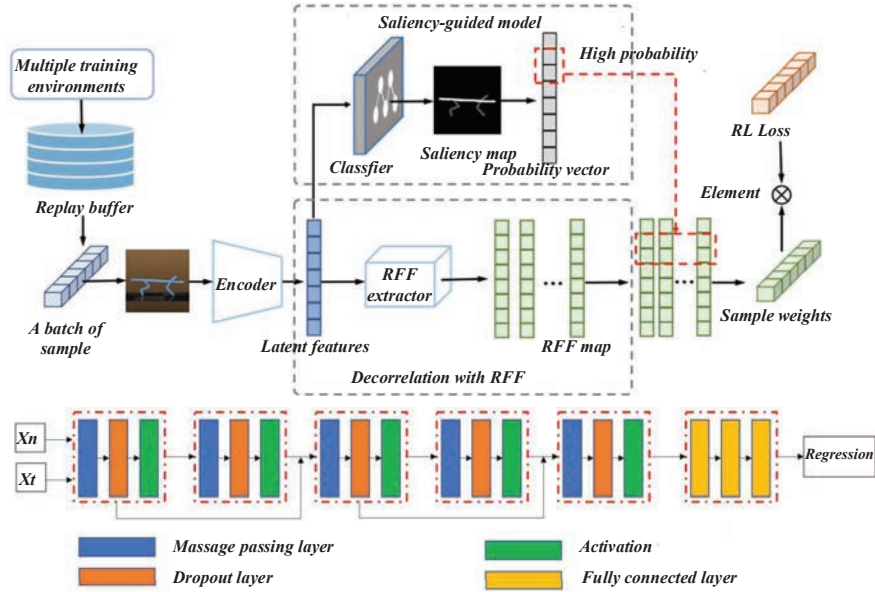 Saliency-guided model
Multiple training
environments
High probability
Classfier
Saliency map
Probability vector
RL Loss
Replay buffer
Element
Encoder
RFF
extractor
A batch of
sample
Latent features
RFF map
Sample weights
Decorrelation with RFF
Xn
Xt
Regression
Massage passing layer
Activation
Dropout layer
Fully connected layer